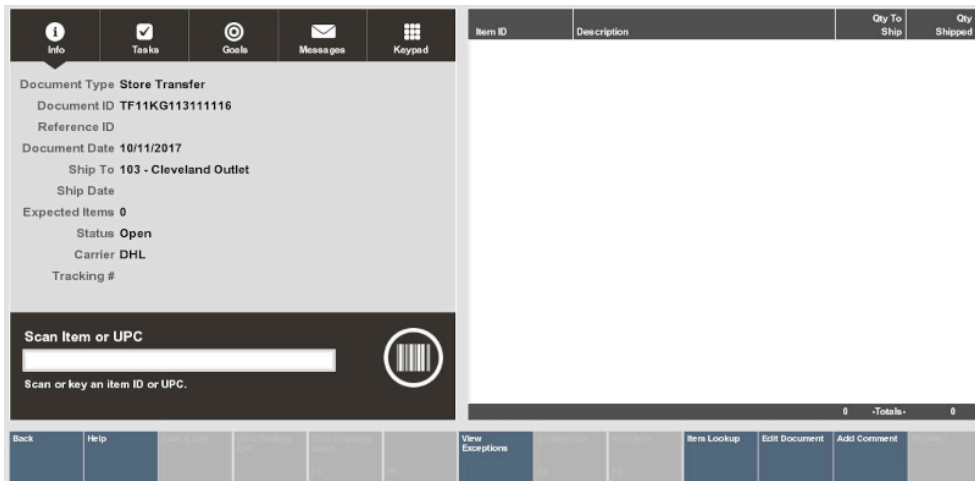 Info
Tasks
Goals
Messages
Keypad
Document Type Store Transfer
Document ID TF11KG113111116
Reference ID
Document Date 10/11/2017
Ship To 103 - Cleveland Outlet
Ship Date
Expected Items 0
Status Open
Carrier DHL
Tracking #
Scan Item or UPC
Scan or key an item ID or UPC.
Item ID
Description
Qty To
Ship
Qty
Shipped
0 -Totals- 0
Back
Help
View
Exceptions
Item Lookup
Edit Document
Add Comment